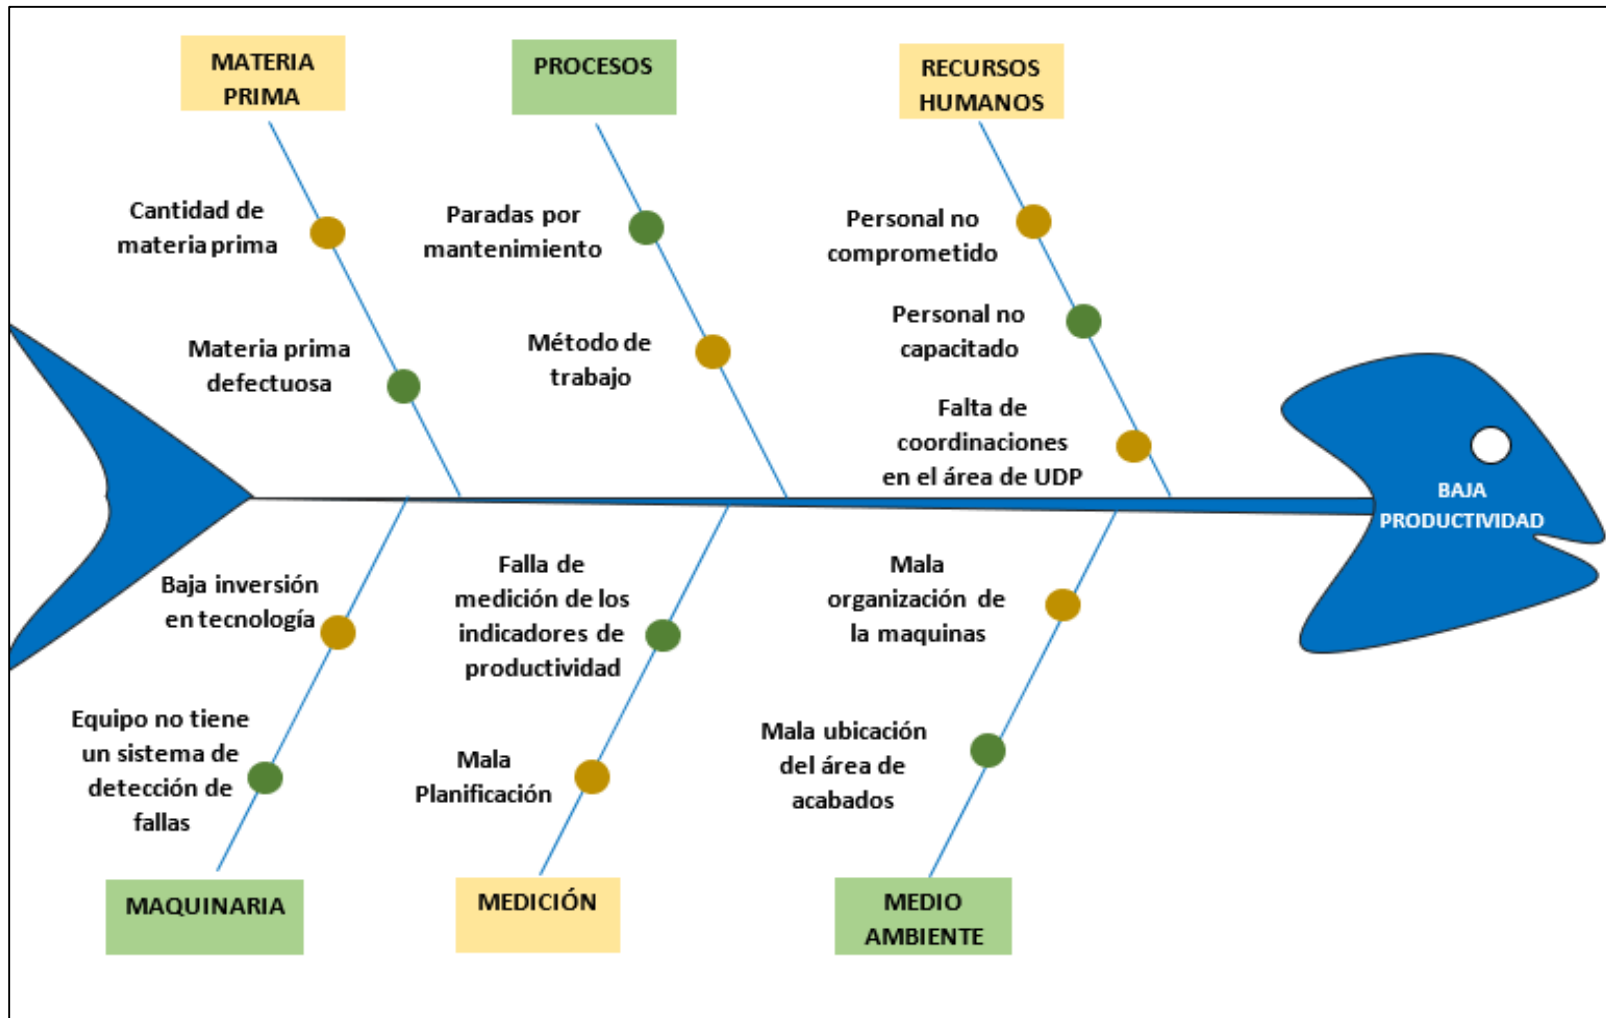 MATERIA
PRIMA
PROCESOS
RECURSOS
HUMANOS
Cantidad de
materia prima
Materia prima
defectuosa
Paradas por
mantenimiento
Método de
trabajo
Personal no
comprometido
Personal no
capacitado
Falta de
coordinaciones
en el área de UDP
BAJA
PRODUCTIVIDAD
Baja inversión
en tecnología
Equipo no tiene
un sistema de
detección de
fallas
Falla de
medición de los
indicadores de
productividad
Mala
Planificación
Mala
organización de
la maquinas
Mala ubicación
del área de
acabados
MAQUINARIA
MEDICIÓN
MEDIO
AMBIENTE